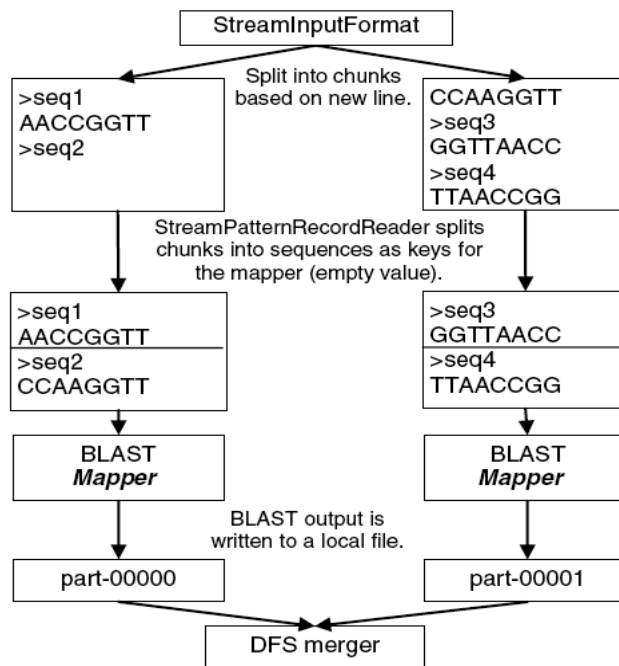 StreamInputFormat
Split into chunks
based on new line.
>seq1
AACCGGTT
>seq2
CCAAGGTT
>seq3
GGTTAACC
>seq4
TTAACCGG
StreamPatternRecordReader splits
chunks into sequences as keys for
the mapper (empty value).
>seq1
AACCGGTT
>seq2
CCAAGGTT
>seq3
GGTTAACC
>seq4
TTAACCGG
BLAST
Mapper
BLAST
Mapper
BLAST output is
written to a local file.
part-00000
part-00001
DFS merger